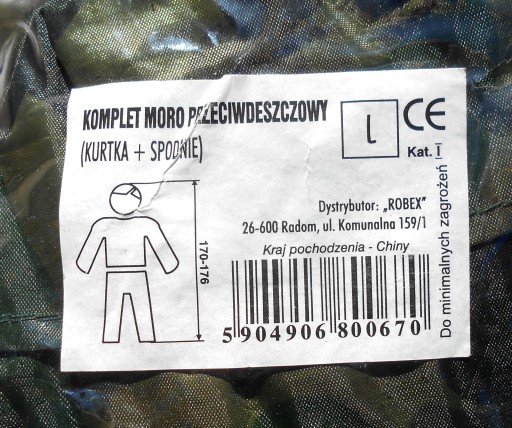 KOMPLET MORO PRZECIWDESZCZOWY
(KURTKA + SPODNIE)
L
CE
Kat. I
Dystrybutor: „ROBEX”
26-600 Radom, ul. Komunalna 159/1
Kraj pochodzenia - Chiny
170-176
5 904906 800670
Do minimalnych zagrożeń